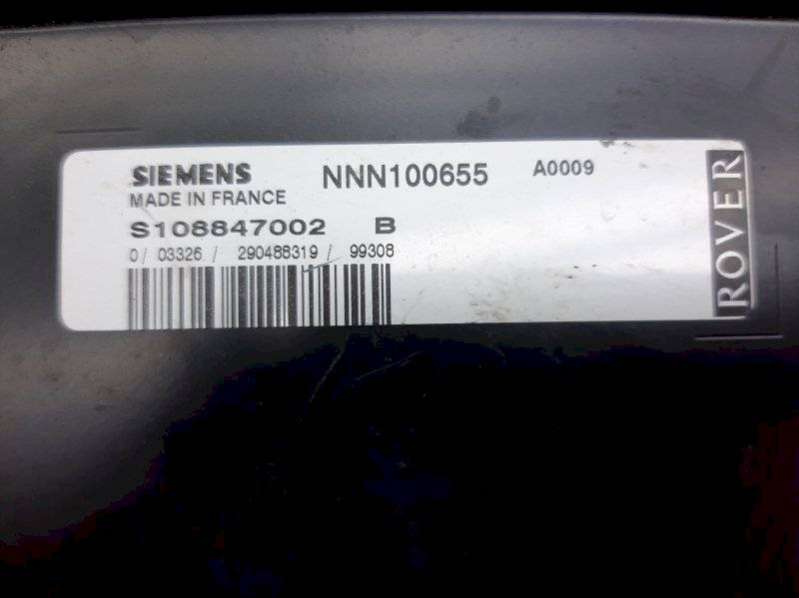 SIEMENS NNN100655 A0009
MADE IN FRANCE
S108847002 B
0/ 03326 / 290488319 / 99308
ROVER